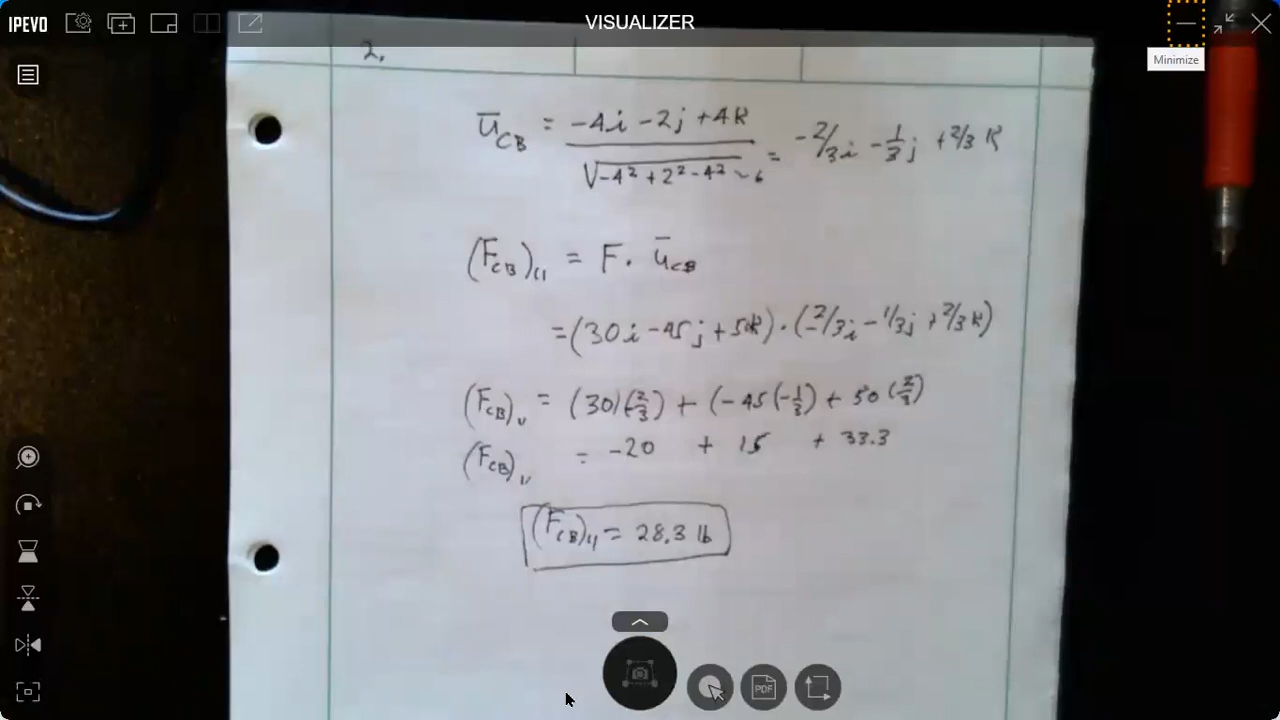 IPEVO
VISUALIZER
Minimize
2.
ū_CB = (-4i - 2j + 4k) / √-4² + 2² - 4² ~ 6 = -2/3 i - 1/3 j + 2/3 k
(F_CB)_11 = F · ū_CB
= (30i - 45j + 50k) · (-2/3 i - 1/3 j + 2/3 k)
(F_CB)_11 = (30)(-2/3) + (-45(-1/3) + 50(2/3)
(F_CB)_11 = -20 + 15 + 33.3
(F_CB)_11 = 28.3 lb
PDF